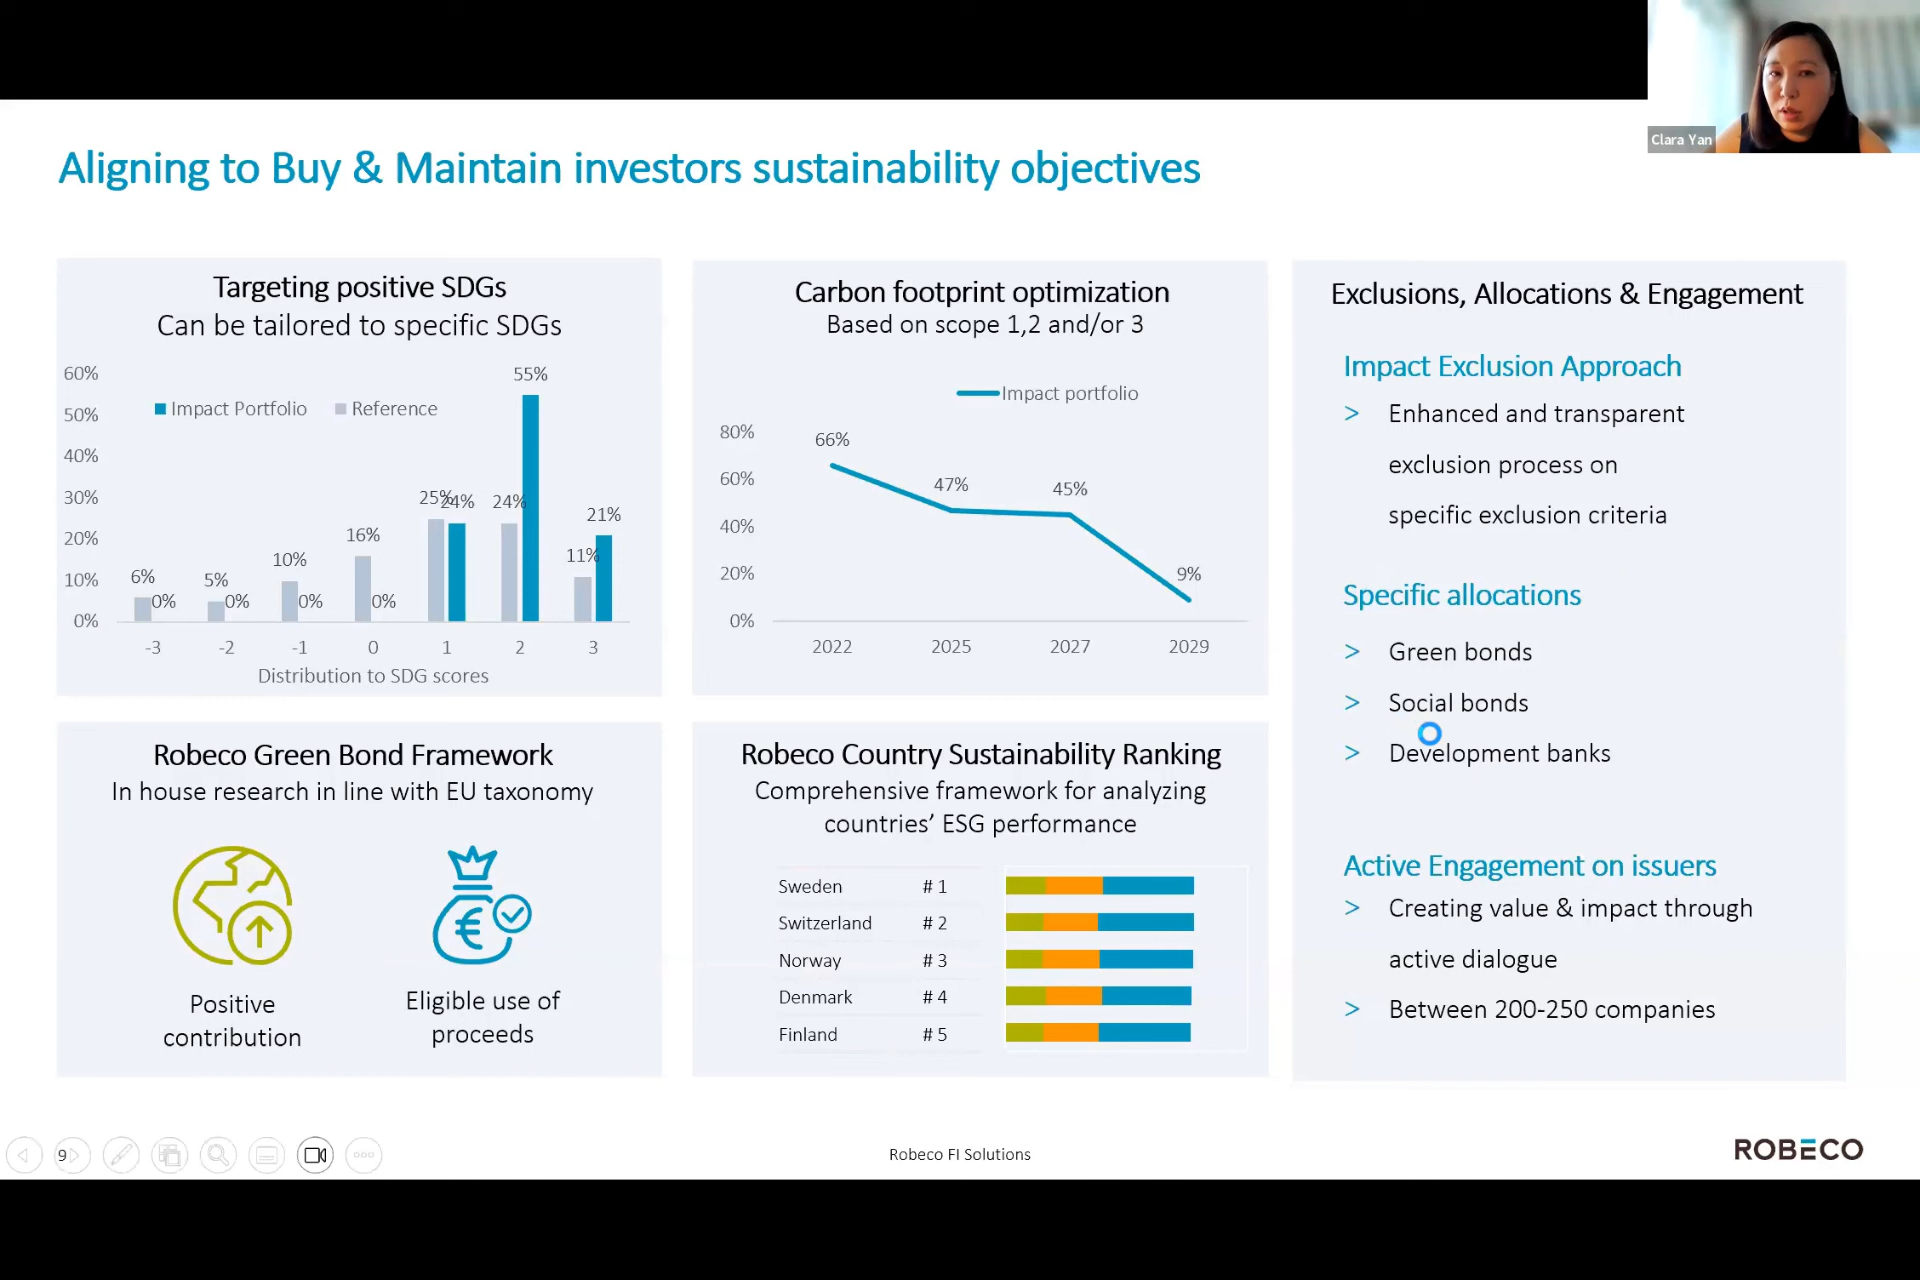 Clara Yan
Aligning to Buy & Maintain investors sustainability objectives
Targeting positive SDGs
Can be tailored to specific SDGs
Impact Portfolio
Reference
60%
50%
40%
30%
20%
10%
0%
6%
0%
5%
0%
10%
0%
16%
0%
25%
24%
24%
55%
11%
21%
-3 -2 -1 0 1 2 3
Distribution to SDG scores
Carbon footprint optimization
Based on scope 1,2 and/or 3
Impact portfolio
80%
60%
40%
20%
0%
66%
47%
45%
9%
2022 2025 2027 2029
Exclusions, Allocations & Engagement
Impact Exclusion Approach
> Enhanced and transparent
exclusion process on
specific exclusion criteria
Specific allocations
> Green bonds
> Social bonds
> Development banks
Active Engagement on issuers
> Creating value & impact through
active dialogue
> Between 200-250 companies
Robeco Green Bond Framework
In house research in line with EU taxonomy
€
Positive
contribution
Eligible use of
proceeds
Robeco Country Sustainability Ranking
Comprehensive framework for analyzing
countries’ ESG performance
Sweden # 1
Switzerland # 2
Norway # 3
Denmark # 4
Finland # 5
9
Robeco FI Solutions
ROBECO